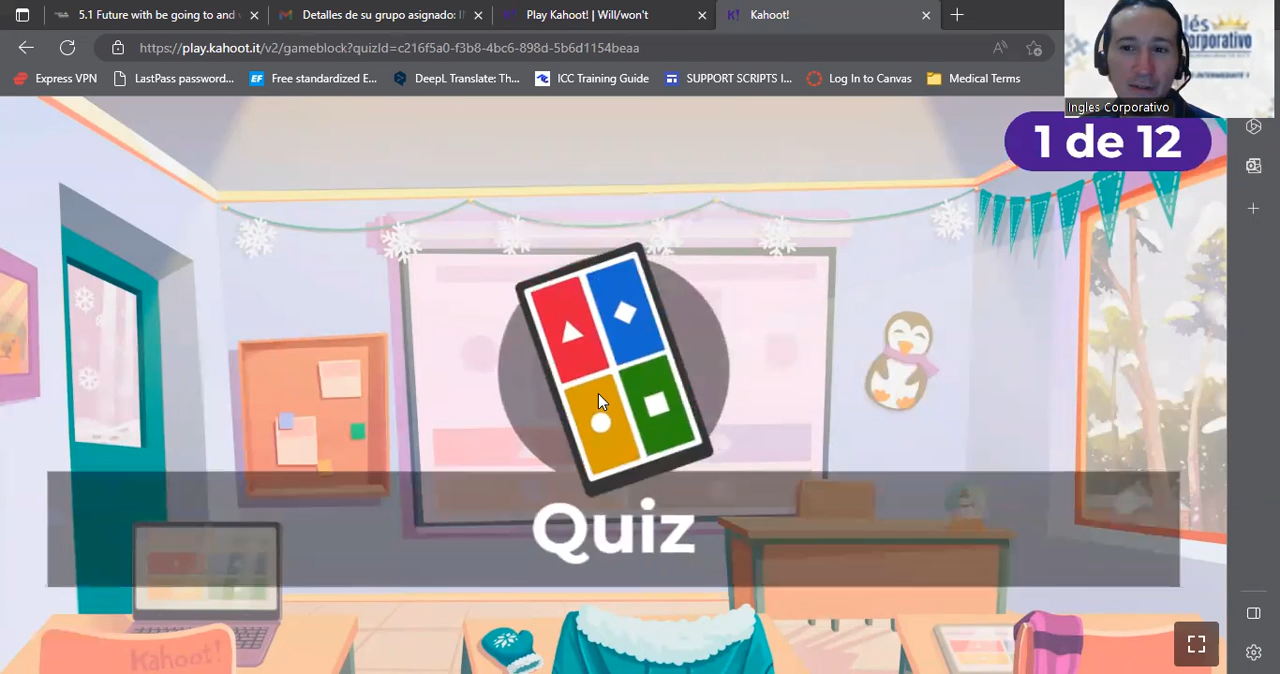 5.1 Future with be going to and w
Detalles de su grupo asignado: I
Play Kahoot! | Will/won't
Kahoot!
https://play.kahoot.it/v2/gameblock?quizId=c216f5a0-f3b8-4bc6-898d-5b6d1154beaa
Express VPN
LastPass password...
EF
Free standardized E...
DeepL Translate: Th...
ICC Training Guide
SUPPORT SCRIPTS I...
Log In to Canvas
Medical Terms
Ingles Corporativo
1 de 12
Quiz
Kahoot!